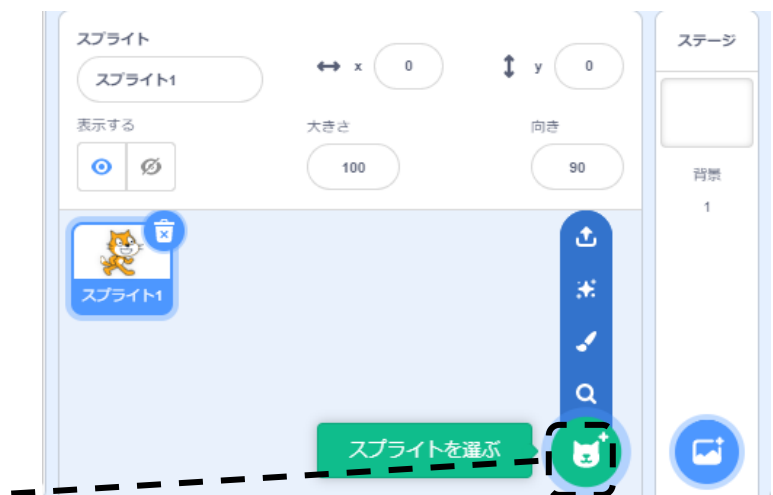 スプライト
スプライト1
x 0
y 0
表示する
大きさ
100
向き
90
スプライト1
スプライトを選ぶ
ステージ
背景
1